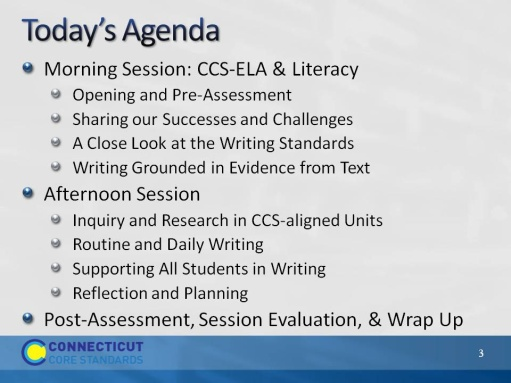 Today's Agenda
Morning Session: CCS-ELA & Literacy
Opening and Pre-Assessment
Sharing our Successes and Challenges
A Close Look at the Writing Standards
Writing Grounded in Evidence from Text
Afternoon Session
Inquiry and Research in CCS-aligned Units
Routine and Daily Writing
Supporting All Students in Writing
Reflection and Planning
Post-Assessment, Session Evaluation, & Wrap Up
CONNECTICUT
CORE STANDARDS
3